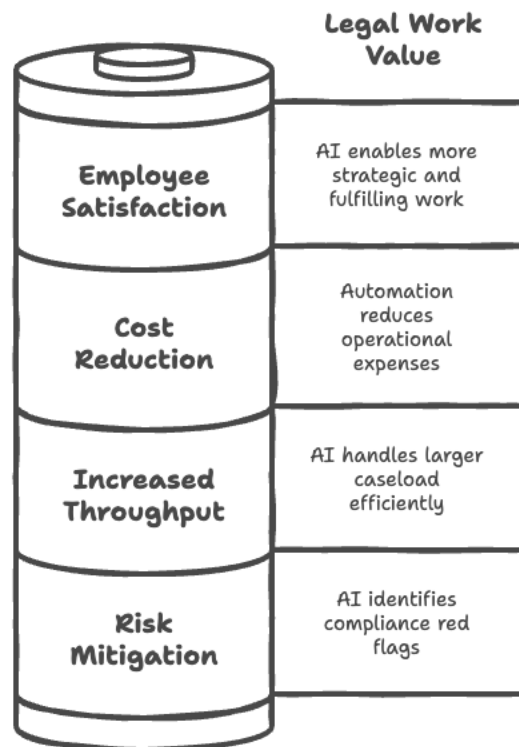 Legal Work
Value
Employee
Satisfaction
AI enables more
strategic and
fulfilling work
Cost
Reduction
Automation
reduces
operational
expenses
Increased
Throughput
AI handles larger
caseload
efficiently
Risk
Mitigation
AI identifies
compliance red
flags